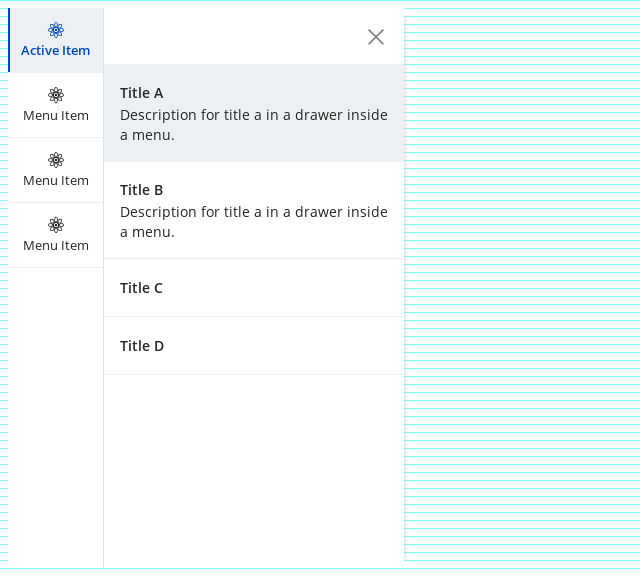 Active Item
Menu Item
Menu Item
Menu Item
Title A
Description for title a in a drawer inside
a menu.
Title B
Description for title a in a drawer inside
a menu.
Title C
Title D